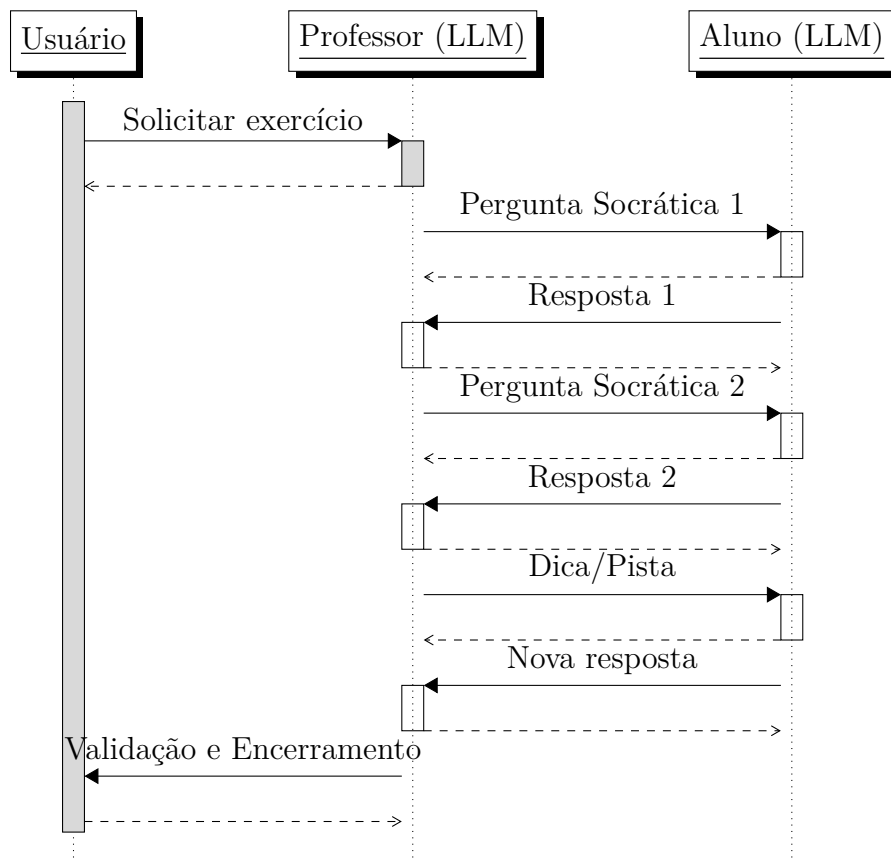 Usuário
Professor (LLM)
Aluno (LLM)
Solicitar exercício
Pergunta Socrática 1
Resposta 1
Pergunta Socrática 2
Resposta 2
Dica/Pista
Nova resposta
Validação e Encerramento